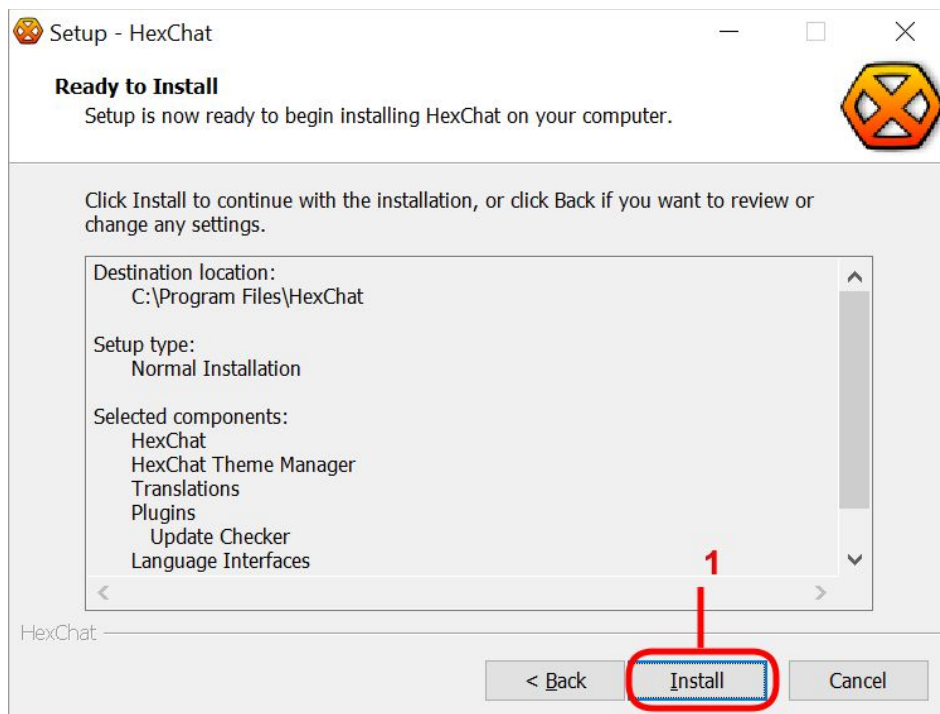 Setup - HexChat
Ready to Install
Setup is now ready to begin installing HexChat on your computer.
Click Install to continue with the installation, or click Back if you want to review or
change any settings.
Destination location:
C:\Program Files\HexChat
Setup type:
Normal Installation
Selected components:
HexChat
HexChat Theme Manager
Translations
Plugins
Update Checker
Language Interfaces
1
HexChat
< Back
Install
Cancel